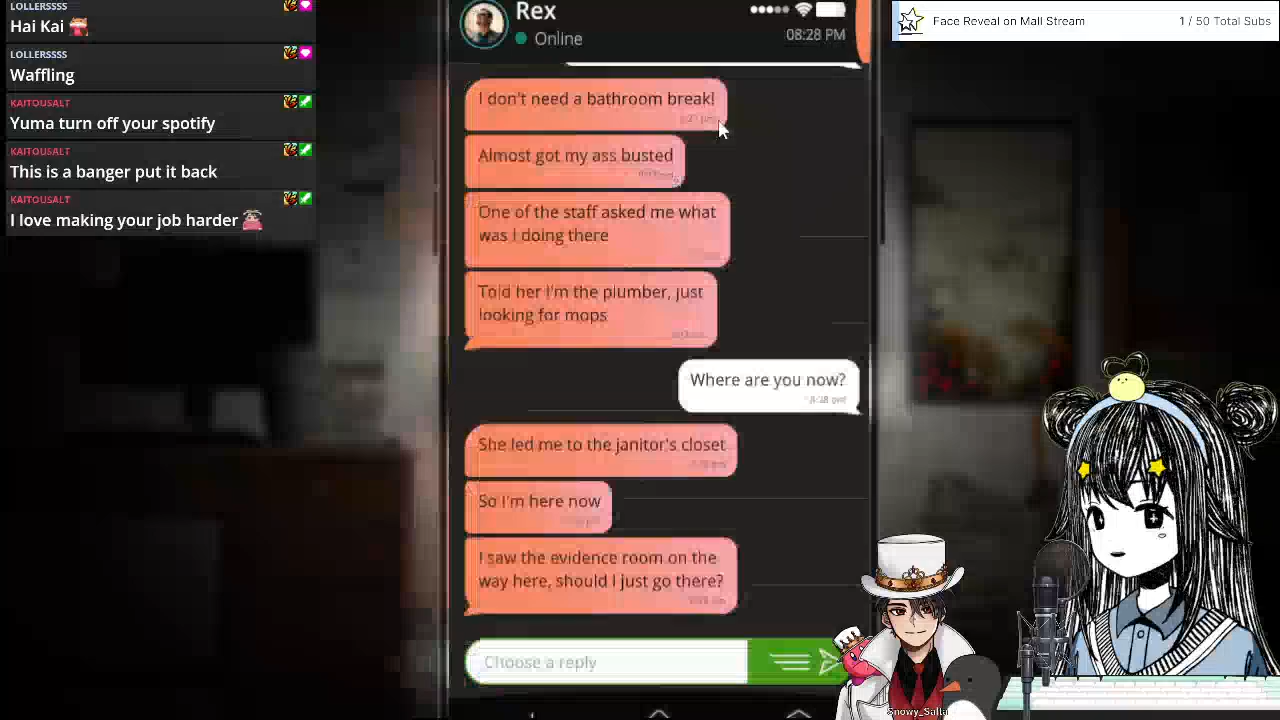 LOLLERSSSS
Hai Kai
LOLLERSSSS
Waffling
KAITOUSALT
Yuma turn off your spotify
KAITOUSALT
This is a banger put it back
KAITOUSALT
I love making your job harder
Rex
Online
08:28 PM
I don't need a bathroom break!
Almost got my ass busted
One of the staff asked me what
was I doing there
Told her I'm the plumber, just
looking for mops
Where are you now?
8:28 pm
She led me to the janitor's closet
So I'm here now
I saw the evidence room on the
way here, should I just go there?
Choose a reply
Face Reveal on Mall Stream
1 / 50 Total Subs